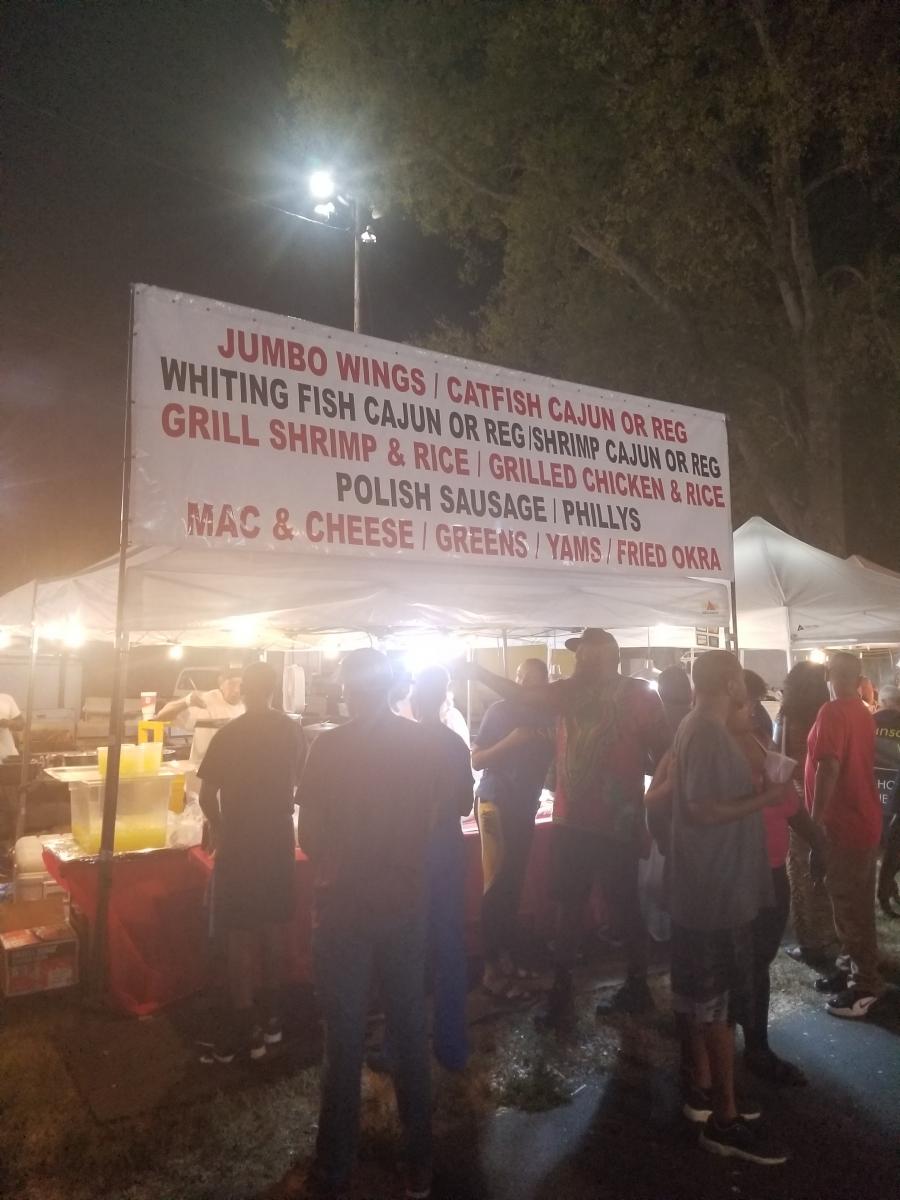 JUMBO WINGS / CATFISH CAJUN OR REG
WHITING FISH CAJUN OR REG/SHRIMP CAJUN OR REG
GRILL SHRIMP & RICE / GRILLED CHICKEN & RICE
POLISH SAUSAGE / PHILLYS
MAC & CHEESE / GREENS / YAMS / FRIED OKRA